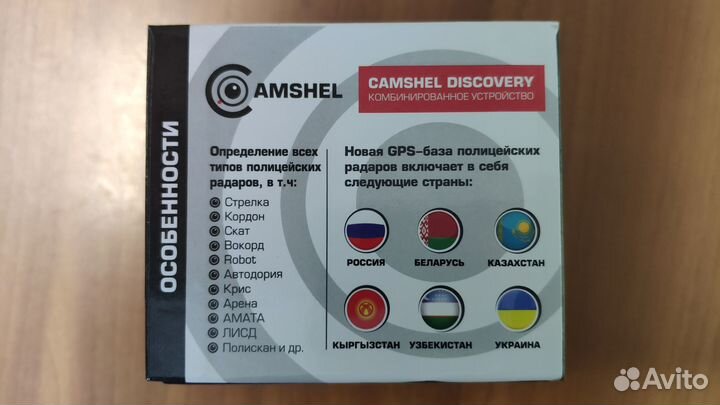 ОСОБЕННОСТИ
CAMSHEL
CAMSHEL DISCOVERY
КОМБИНИРОВАННОЕ УСТРОЙСТВО
Определение всех
типов полицейских
радаров, в т.ч:
Стрелка
Кордон
Скат
Вокорд
Robot
Автодория
Крис
Арена
АМАТА
ЛИСД
Полискан и др.
Новая GPS-база полицейских
радаров включает в себя
следующие страны:
РОССИЯ
БЕЛАРУСЬ
КАЗАХСТАН
КЫРГЫЗСТАН
УЗБЕКИСТАН
УКРАИНА
Avito